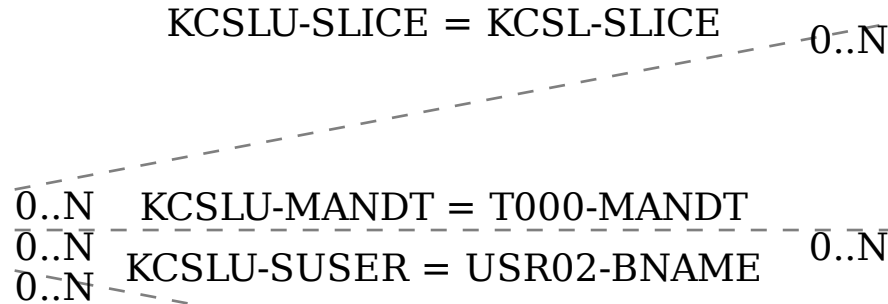 KCSLU-SLICE = KCSL-SLICE
0..N
0..N
KCSLU-MANDT = T000-MANDT
0..N
0..N
KCSLU-SUSER = USR02-BNAME
0..N